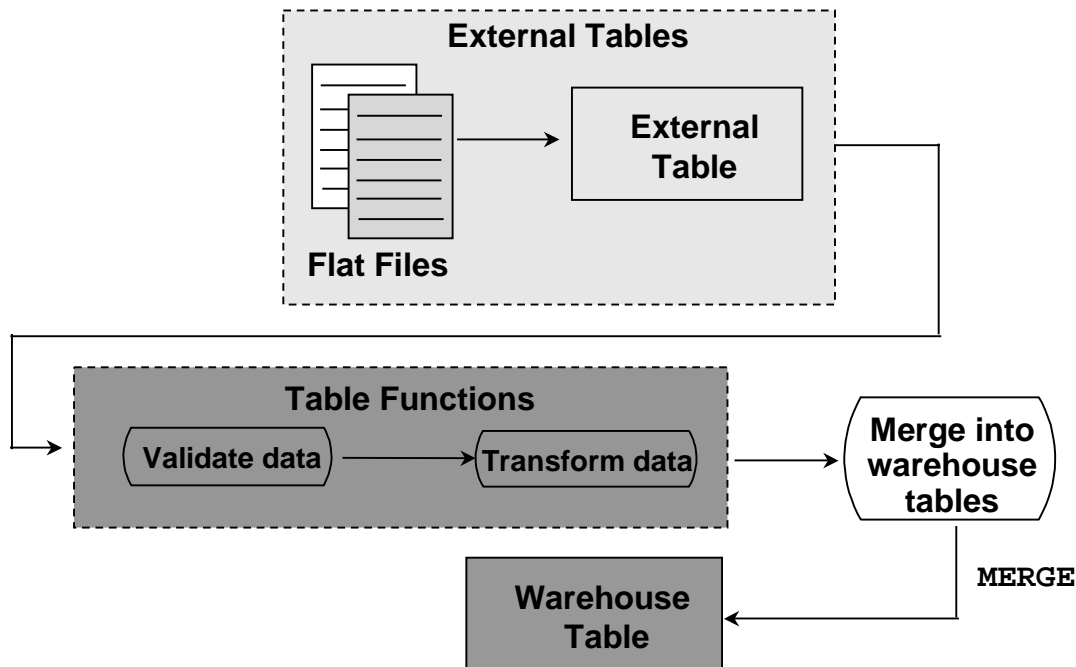 External Tables
External
Table
Flat Files
Table Functions
Validate data
Transform data
Merge into
warehouse
tables
MERGE
Warehouse
Table